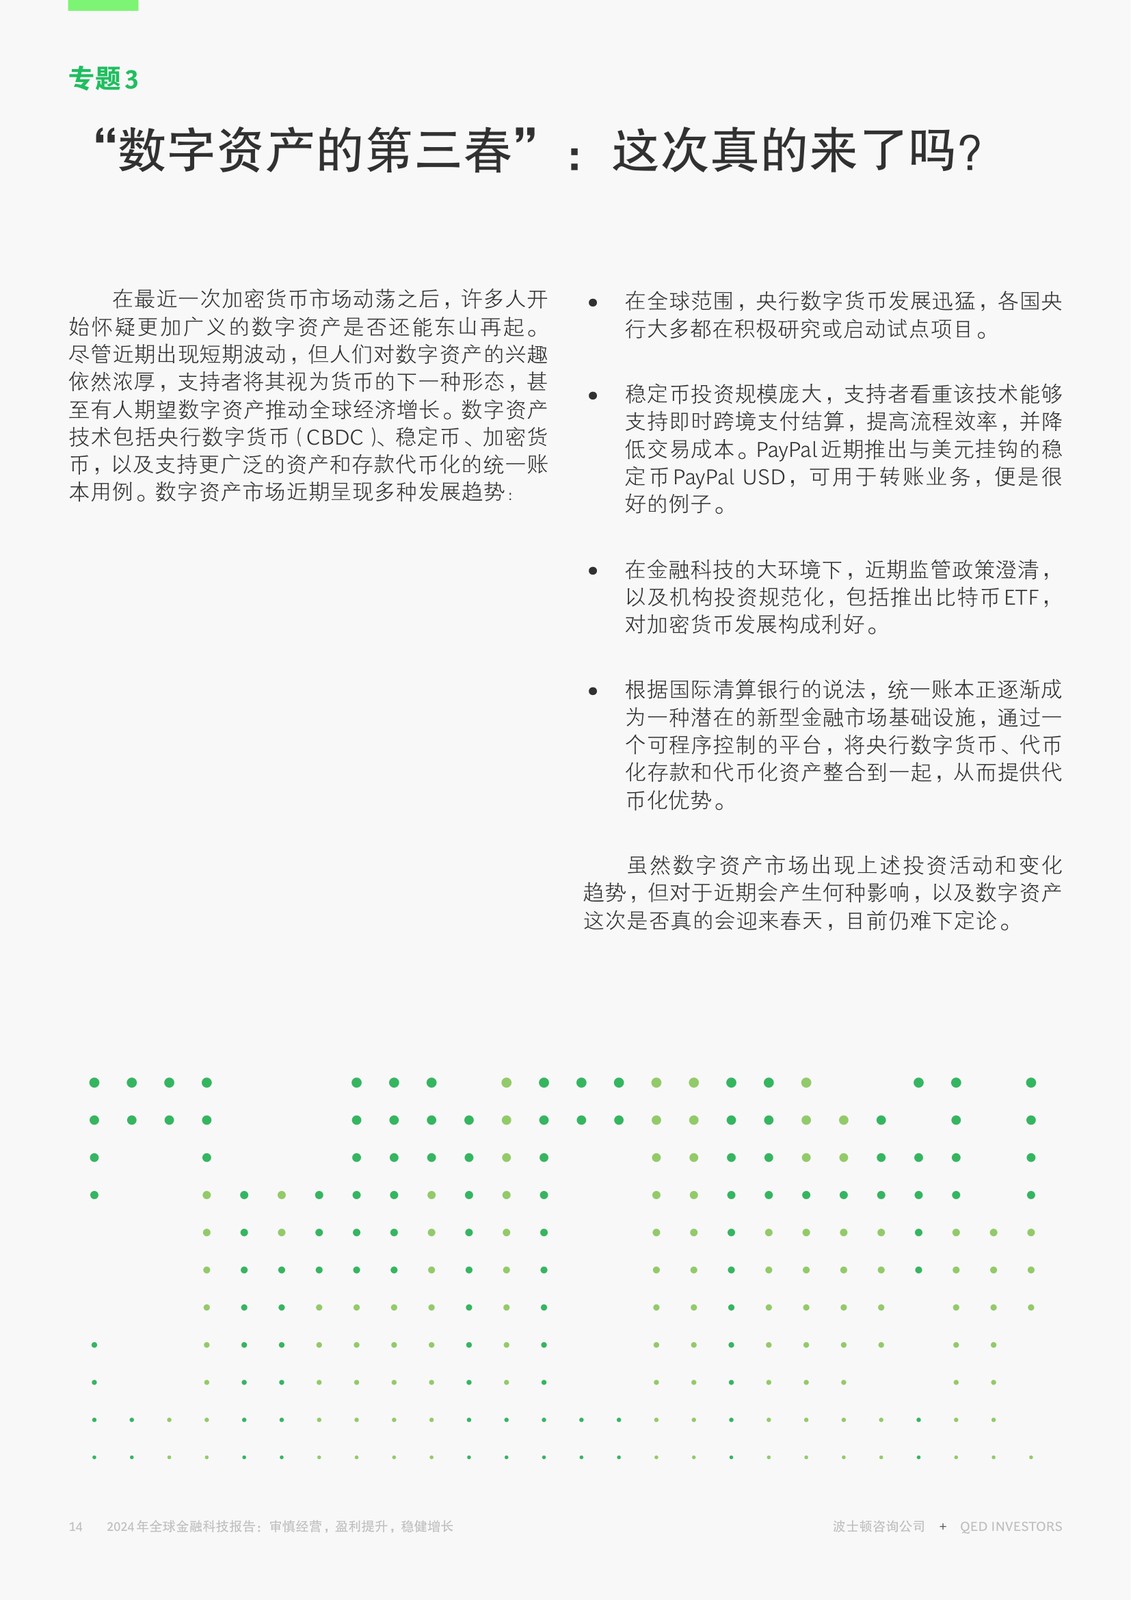 专题3
“数字资产的第三春”：这次真的来了吗？
在最近一次加密货币市场动荡之后，许多人开
始怀疑更加广义的数字资产是否还能东山再起。
尽管近期出现短期波动，但人们对数字资产的兴趣
依然浓厚，支持者将其视为货币的下一种形态，甚
至有人期望数字资产推动全球经济增长。数字资产
技术包括央行数字货币（CBDC）、稳定币、加密货
币，以及支持更广泛的资产和存款代币化的统一账
本用例。数字资产市场近期呈现多种发展趋势：
● 在全球范围，央行数字货币发展迅猛，各国央
行大多都在积极研究或启动试点项目。
● 稳定币投资规模庞大，支持者看重该技术能够
支持即时跨境支付结算，提高流程效率，并降
低交易成本。PayPal近期推出与美元挂钩的稳
定币PayPal USD，可用于转账业务，便是很
好的例子。
● 在金融科技的大环境下，近期监管政策澄清，
以及机构投资规范化，包括推出比特币ETF，
对加密货币发展构成利好。
● 根据国际清算银行的说法，统一账本正逐渐成
为一种潜在的新型金融市场基础设施，通过一
个可程序控制的平台，将央行数字货币、代币
化存款和代币化资产整合到一起，从而提供代
币化优势。
虽然数字资产市场出现上述投资活动和变化
趋势，但对于近期会产生何种影响，以及数字资产
这次是否真的会迎来春天，目前仍难下定论。
14 2024年全球金融科技报告：审慎经营，盈利提升，稳健增长
波士顿咨询公司 + QED INVESTORS